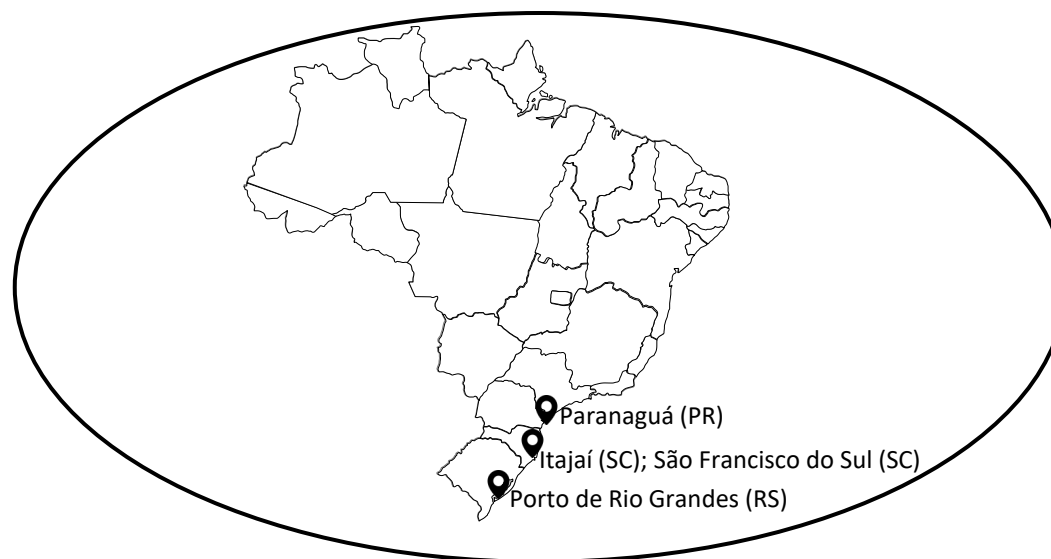 Paranaguá (PR)
Itajaí (SC); São Francisco do Sul (SC)
Porto de Rio Grandes (RS)